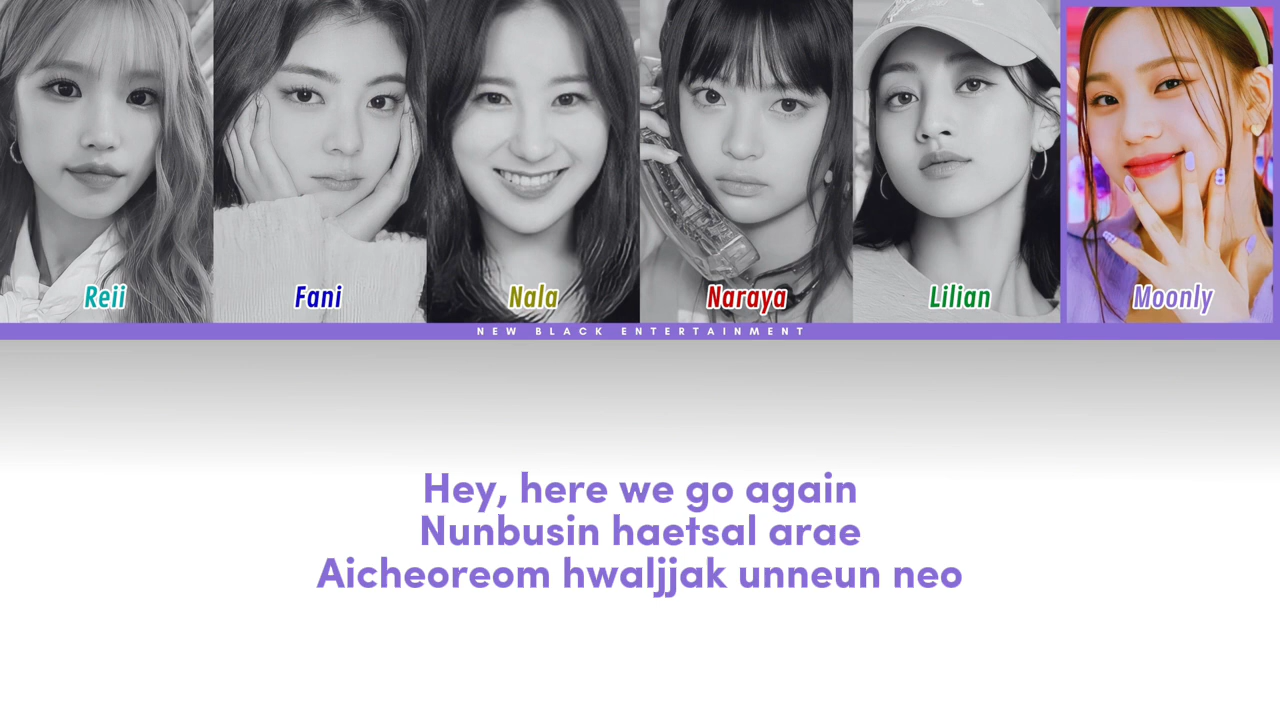 Reii
Fani
Nala
Naraya
Lilian
Moonly
NEW BLACK ENTERTAINMENT
Hey, here we go again
Nunbusin haetsal arae
Aicheoreom hwaljjak unneun neo